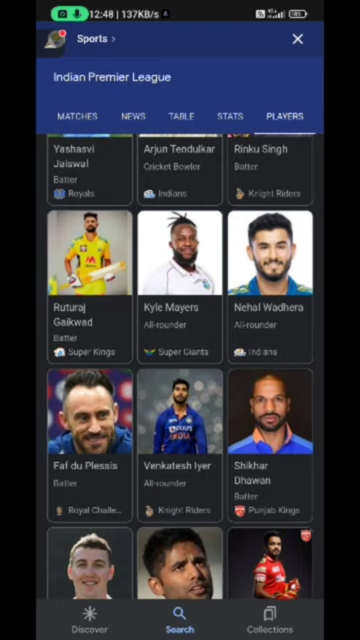 12:48 | 137KB/s
Sports >
Indian Premier League
MATCHES NEWS TABLE STATS PLAYERS
Yashasvi Jaiswal
Batter
Royals
Arjun Tendulkar
Cricket Bowler
Indians
Rinku Singh
Batter
Knight Riders
Ruturaj
Gaikwad
Batter
Super Kings
Kyle Mayers
All-rounder
Super Giants
Nehal Wadhera
All-rounder
Indians
Faf du Plessis
Batter
Royal Challe...
Venkatesh Iyer
All-rounder
Knight Riders
Shikhar
Dhawan
Batter
Punjab Kings
Discover Search Collections